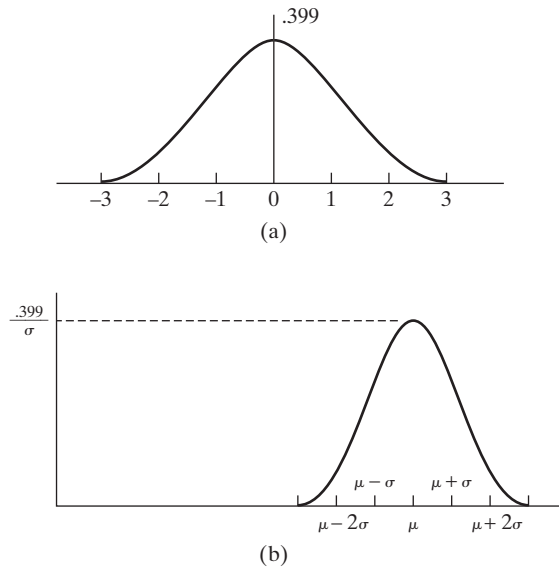 .399
−3 −2 −1 0 1 2 3
(a)
.399
σ
μ − σ μ + σ
μ − 2σ μ μ + 2σ
(b)